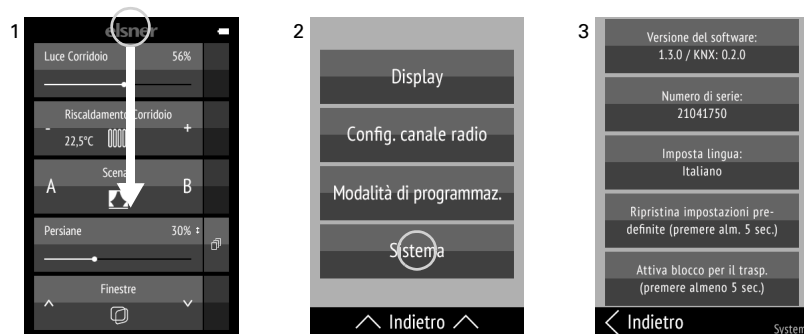 1
elsner
Luce Corridoio 56%
Riscaldamento Corridoio
- 22,5°C +
Scena
A B
Persiane 30%
Finestre
2
Display
Config. canale radio
Modalità di programmaz.
Sistema
Indietro
3
Versione del software:
1.3.0 / KNX: 0.2.0
Numero di serie:
21041750
Imposta lingua:
Italiano
Ripristina impostazioni pre-
definite (premere alm. 5 sec.)
Attiva blocco per il trasp.
(premere almeno 5 sec.)
Indietro
System